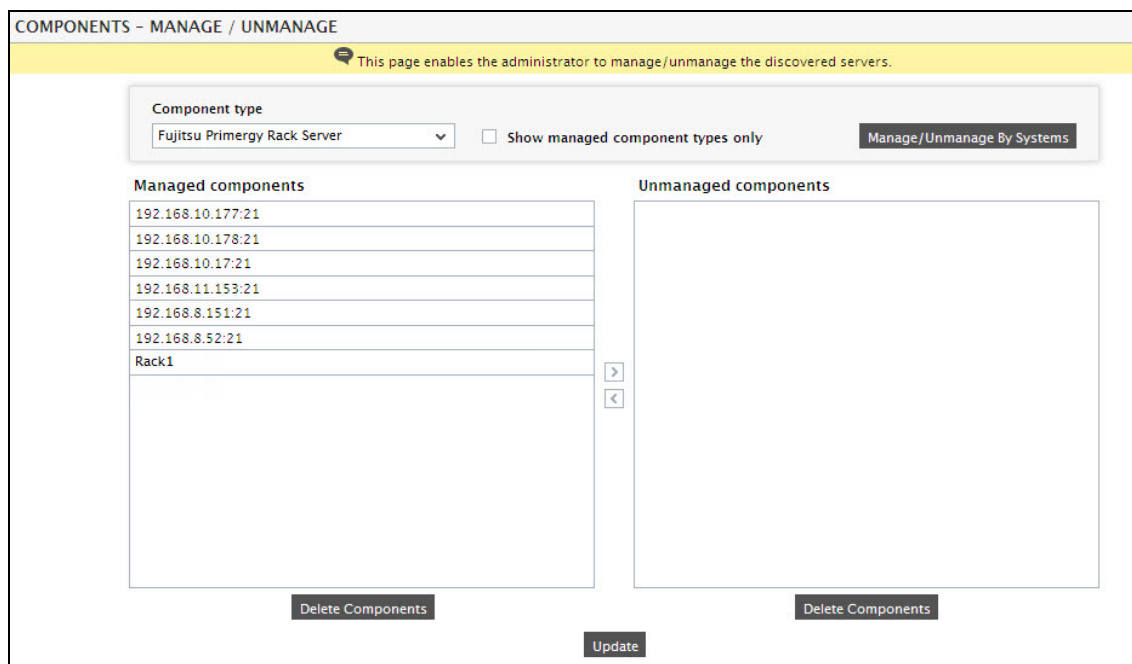 COMPONENTS - MANAGE / UNMANAGE
This page enables the administrator to manage/unmanage the discovered servers.
Component type
Fujitsu Primergy Rack Server
Show managed component types only
Manage/Unmanage By Systems
Managed components
Unmanaged components
192.168.10.177:21
192.168.10.178:21
192.168.10.17:21
192.168.11.153:21
192.168.8.151:21
192.168.8.52:21
Rack1
>
<
Delete Components
Delete Components
Update